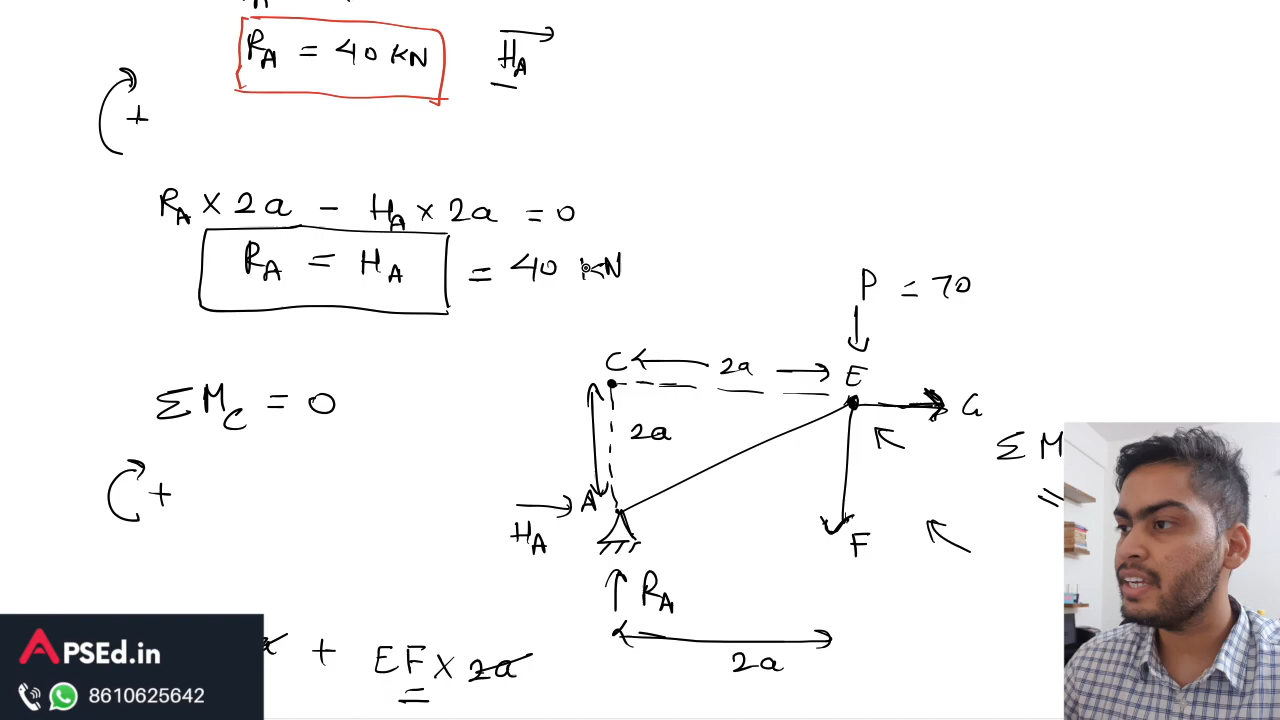 R_A = 40 KN
H_A
+
R_A × 2a - H_A × 2a = 0
R_A = H_A = 40 KN
P = 70
C 2a E
G
ΣM_C = 0
2a
ΣM
+
A
H_A
F
R_A
2a
+ EF × 2a
APSEd.in
8610625642